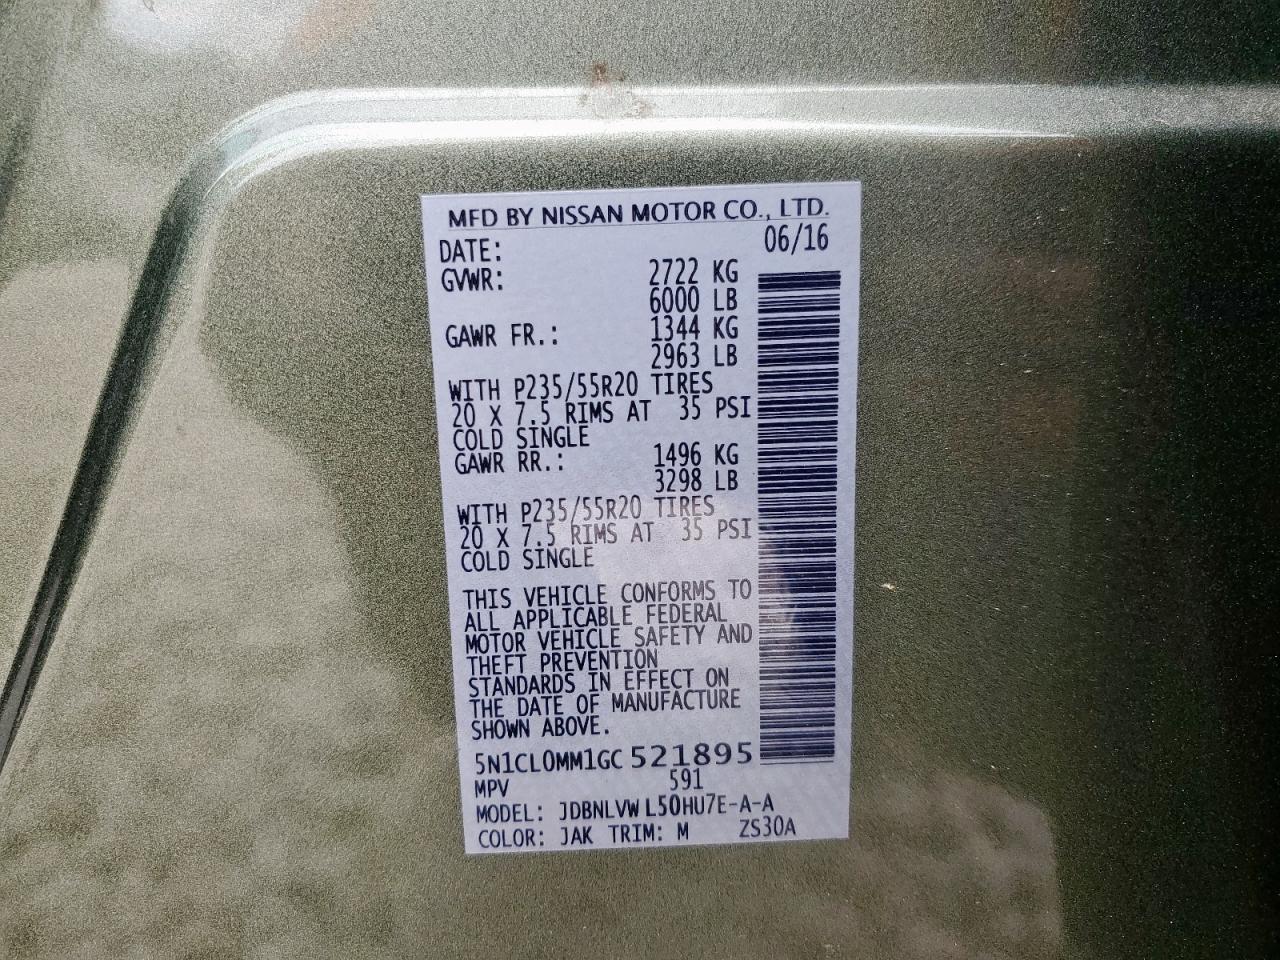 MFD BY NISSAN MOTOR CO., LTD.
DATE: 06/16
GVWR: 2722 KG
6000 LB
GAWR FR.: 1344 KG
2963 LB
WITH P235/55R20 TIRES
20 X 7.5 RIMS AT 35 PSI
COLD SINGLE
GAWR RR.: 1496 KG
3298 LB
WITH P235/55R20 TIRES
20 X 7.5 RIMS AT 35 PSI
COLD SINGLE
THIS VEHICLE CONFORMS TO
ALL APPLICABLE FEDERAL
MOTOR VEHICLE SAFETY AND
THEFT PREVENTION
STANDARDS IN EFFECT ON
THE DATE OF MANUFACTURE
SHOWN ABOVE.
5N1CL0MM1GC 521895
MPV 591
MODEL: JDBNLVW L50HU7E-A-A
COLOR: JAK TRIM: M ZS30A